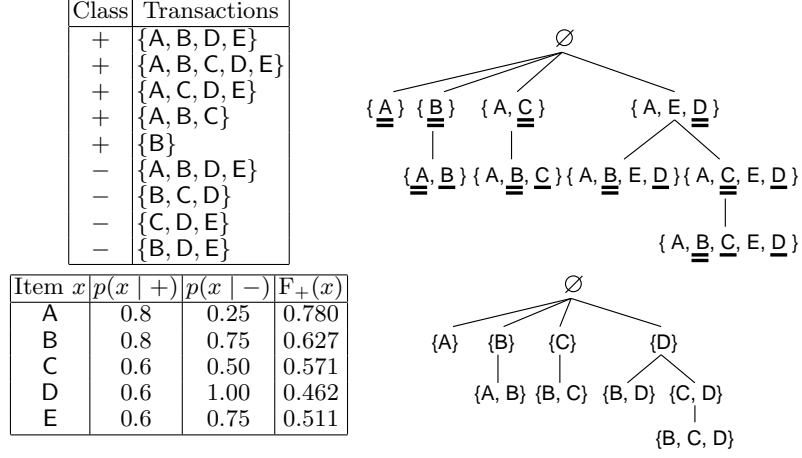 Class Transactions
+ {A, B, D, E}
+ {A, B, C, D, E}
+ {A, C, D, E}
+ {A, B, C}
+ {B}
− {A, B, D, E}
− {B, C, D}
− {C, D, E}
− {B, D, E}
Item x p(x | +) p(x | −) F₊(x)
A 0.8 0.25 0.780
B 0.8 0.75 0.627
C 0.6 0.50 0.571
D 0.6 1.00 0.462
E 0.6 0.75 0.511
∅
{ A } { B } { A, C } { A, E, D }
{ A, B } { A, B, C } { A, B, E, D } { A, C, E, D }
{ A, B, C, E, D }
∅
{A} {B} {C} {D}
{A, B} {B, C} {B, D} {C, D}
{B, C, D}